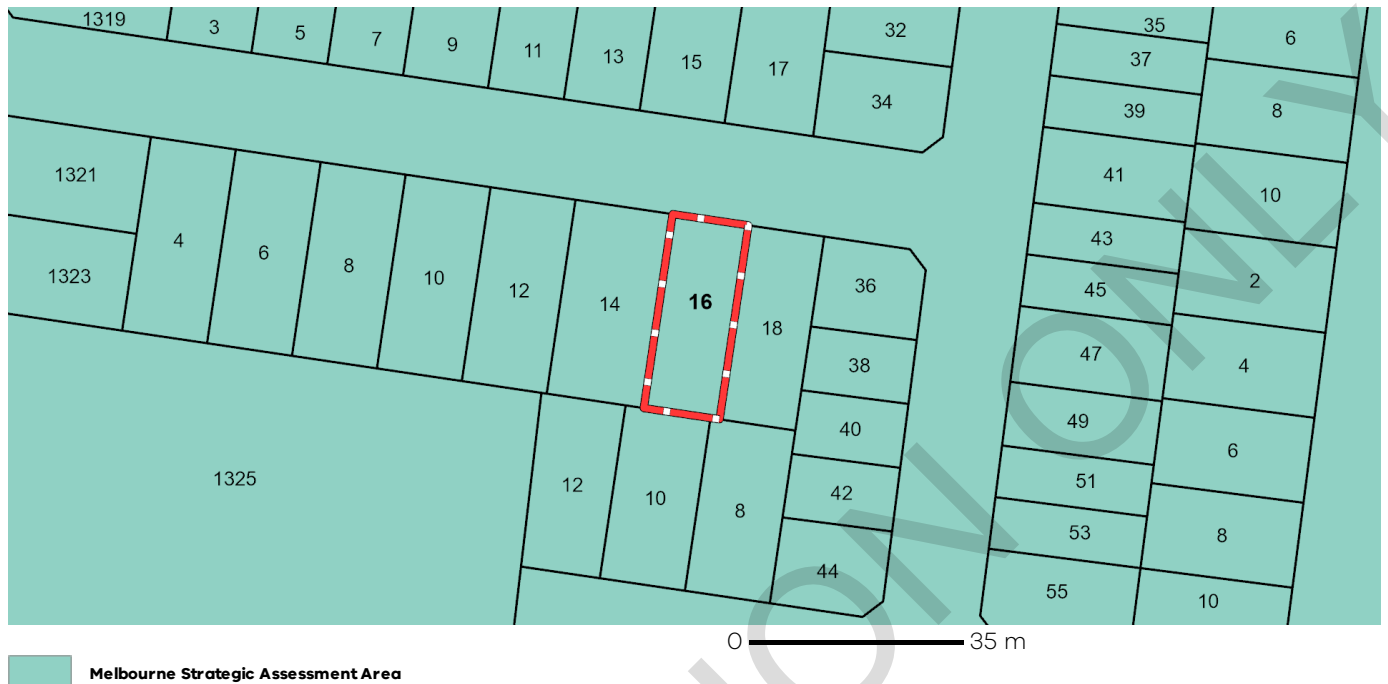 1319 3 5 7 9 11 13 15 17 32 35 6
37
34 39 8
1321 41 10
4 6 8 10 12 14 16 18 36 43 2
1323 45
38 47 4
40 49 6
1325 12 10 8 42 51
53 8
44 55 10
0 35 m
Melbourne Strategic Assessment Area
ON ONLY